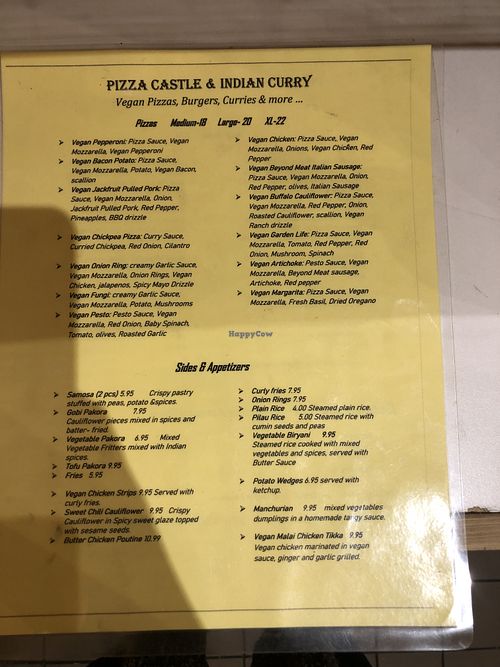 PIZZA CASTLE & INDIAN CURRY
Vegan Pizzas, Burgers, Curries & more ...
Pizzas Medium-18 Large- 20 XL-22
Vegan Pepperoni: Pizza Sauce, Vegan
Mozzarella, Vegan Pepperoni
Vegan Bacon Potato: Pizza Sauce,
Vegan Mozzarella, Potato, Vegan Bacon,
scallion
Vegan Jackfruit Pulled Pork: Pizza
Sauce, Vegan Mozzarella, Onion,
Jackfruit Pulled Pork, Red Pepper,
Pineapples, BBQ drizzle
Vegan Chickpea Pizza: Curry Sauce,
Curried Chickpea, Red Onion, Cilantro
Vegan Onion Ring: creamy Garlic Sauce,
Vegan Mozzarella, Onion Rings, Vegan
Chicken, jalapenos, Spicy Mayo Drizzle
Vegan Fungi: creamy Garlic Sauce,
Vegan Mozzarella, Potato, Mushrooms
Vegan Pesto: Pesto Sauce, Vegan
Mozzarella, Red Onion, Baby Spinach,
Tomato, olives, Roasted Garlic
Vegan Chicken: Pizza Sauce, Vegan
Mozzarella, Onions, Vegan Chicken, Red
Pepper
Vegan Beyond Meat Italian Sausage:
Pizza Sauce, Vegan Mozzarella, Onion,
Red Pepper, olives, Italian Sausage
Vegan Buffalo Cauliflower: Pizza Sauce,
Vegan Mozzarella, Red Pepper, Onion,
Roasted Cauliflower, scallion, Vegan
Ranch drizzle
Vegan Garden Life: Pizza Sauce, Vegan
Mozzarella, Tomato, Red Pepper, Red
Onion, Mushroom, Spinach
Vegan Artichoke: Pesto Sauce, Vegan
Mozzarella, Beyond Meat sausage,
Artichoke, Red pepper
Vegan Margarita: Pizza Sauce, Vegan
Mozzarella, Fresh Basil, Dried Oregano
HappyCow
Sides & Appetizers
Samosa (2 pcs) 5.95 Crispy pastry
stuffed with peas, potato &spices.
Gobi Pakora 7.95
Cauliflower pieces mixed in spices and
batter- fried.
Vegetable Pakora 6.95 Mixed
Vegetable Fritters mixed with Indian
spices.
Tofu Pakora 9.95
Fries 5.95
Vegan Chicken Strips 9.95 Served with
curly fries.
Sweet Chili Cauliflower 9.95 Crispy
Cauliflower in Spicy sweet glaze topped
with sesame seeds.
Butter Chicken Poutine 10.99
Curly fries 7.95
Onion Rings 7.95
Plain Rice 4.00 Steamed plain rice.
Pilau Rice 5.00 Steamed rice with
cumin seeds and peas
Vegetable Biryani 9.95
Steamed rice cooked with mixed
vegetables and spices, served with
Butter Sauce
Potato Wedges 6.95 served with
ketchup.
Manchurian 9.95 mixed vegetables
dumplings in a homemade tangy sauce.
Vegan Malai Chicken Tikka 9.95
Vegan chicken marinated in vegan
sauce, ginger and garlic grilled.